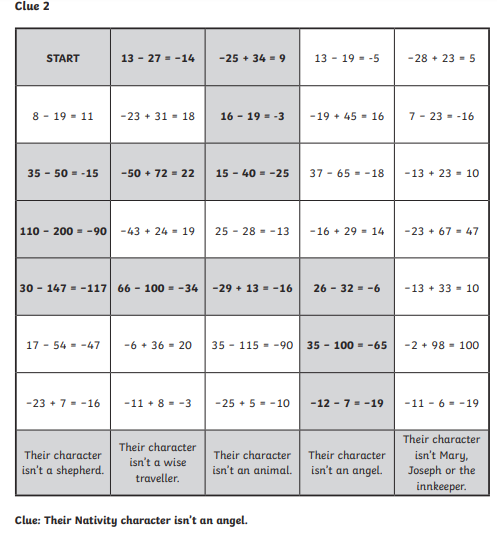 Clue 2
START
13 – 27 = –14
–25 + 34 = 9
13 – 19 = -5
–28 + 23 = 5
8 – 19 = 11
–23 + 31 = 18
16 – 19 = -3
–19 + 45 = 16
7 – 23 = -16
35 – 50 = -15
–50 + 72 = 22
15 – 40 = –25
37 – 65 = –18
–13 + 23 = 10
110 – 200 = –90
–43 + 24 = 19
25 – 28 = –13
–16 + 29 = 14
–23 + 67 = 47
30 – 147 = –117
66 – 100 = –34
–29 + 13 = –16
26 – 32 = –6
–13 + 33 = 10
17 – 54 = –47
–6 + 36 = 20
35 – 115 = –90
35 – 100 = –65
–2 + 98 = 100
–23 + 7 = –16
–11 + 8 = –3
–25 + 5 = –10
–12 – 7 = –19
–11 – 6 = –19
Their character
isn't a shepherd.
Their character
isn't a wise
traveller.
Their character
isn't an animal.
Their character
isn't an angel.
Their character
isn't Mary,
Joseph or the
innkeeper.
Clue: Their Nativity character isn't an angel.